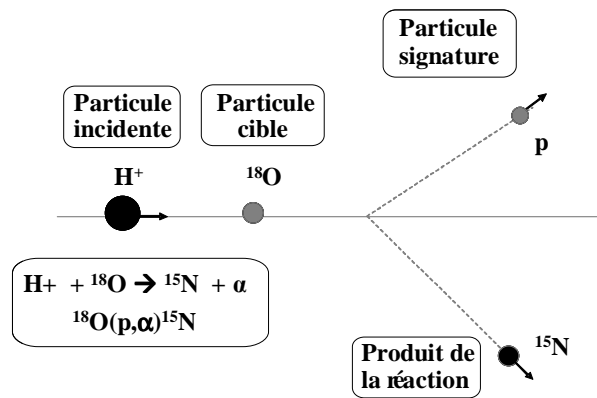 Particule
signature
Particule
incidente
Particule
cible
H⁺
¹⁸O
p
H+ + ¹⁸O → ¹⁵N + α
¹⁸O(p,α)¹⁵N
Produit de
la réaction
¹⁵N